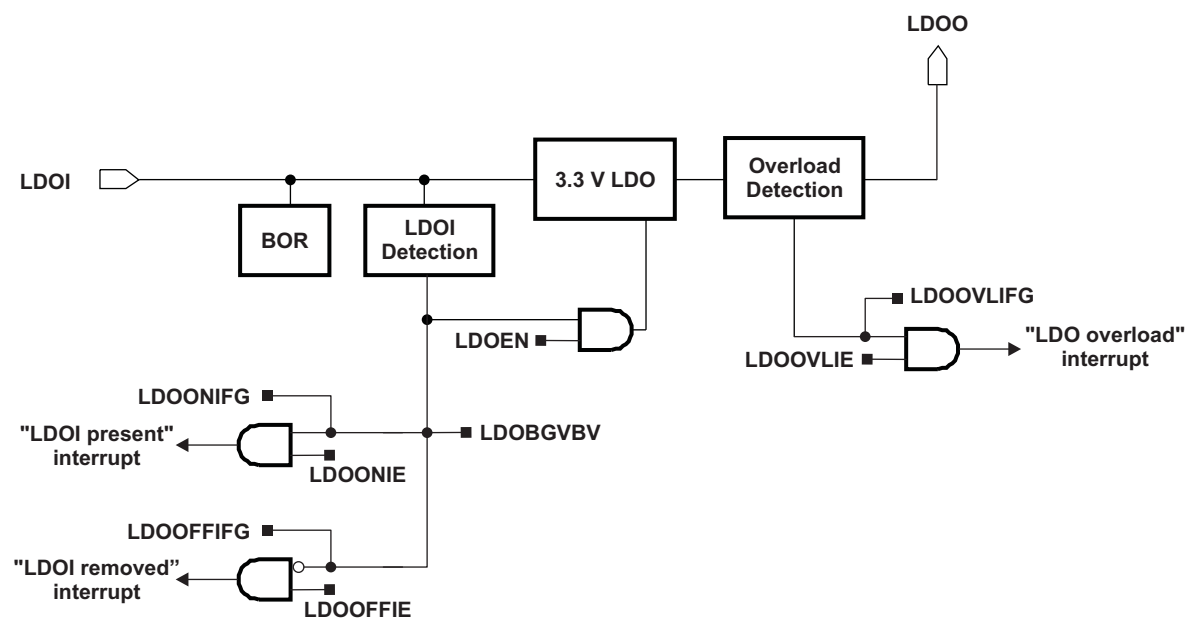 LDOO
LDOI
3.3 V LDO
Overload
Detection
BOR
LDOI
Detection
LDOEN
LDOOVLIFG
LDOOVLIE
"LDO overload"
interrupt
LDOONIFG
"LDOI present"
interrupt
LDOBGVBV
LDOONIE
LDOOFFIFG
"LDOI removed”
interrupt
LDOOFFIE